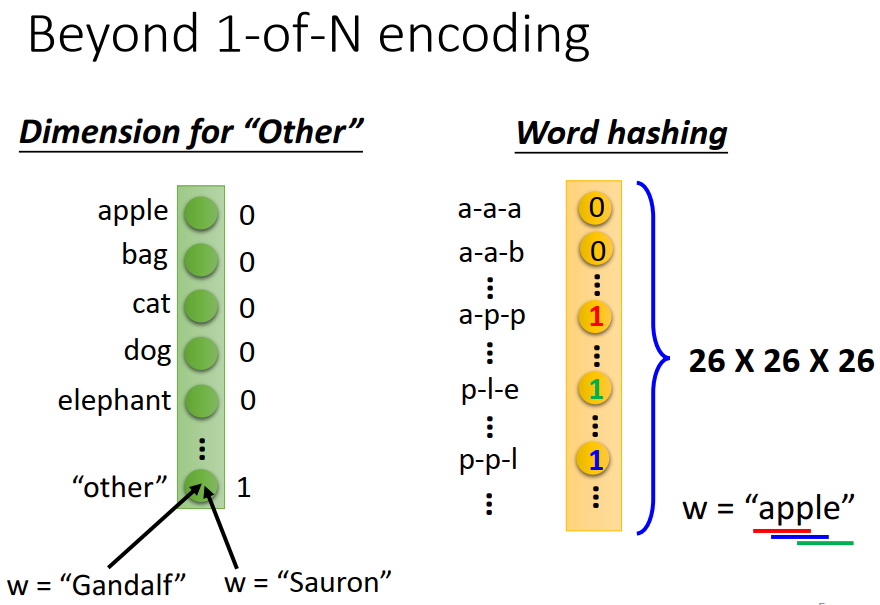 Beyond 1-of-N encoding
Dimension for “Other”
apple 0
bag 0
cat 0
dog 0
elephant 0
⋮
“other” 1
w = “Gandalf” w = “Sauron”
Word hashing
a-a-a 0
a-a-b 0
⋮ ⋮
a-p-p 1
⋮ ⋮
p-l-e 1
⋮ ⋮
p-p-l 1
⋮ ⋮
26 X 26 X 26
w = “apple”